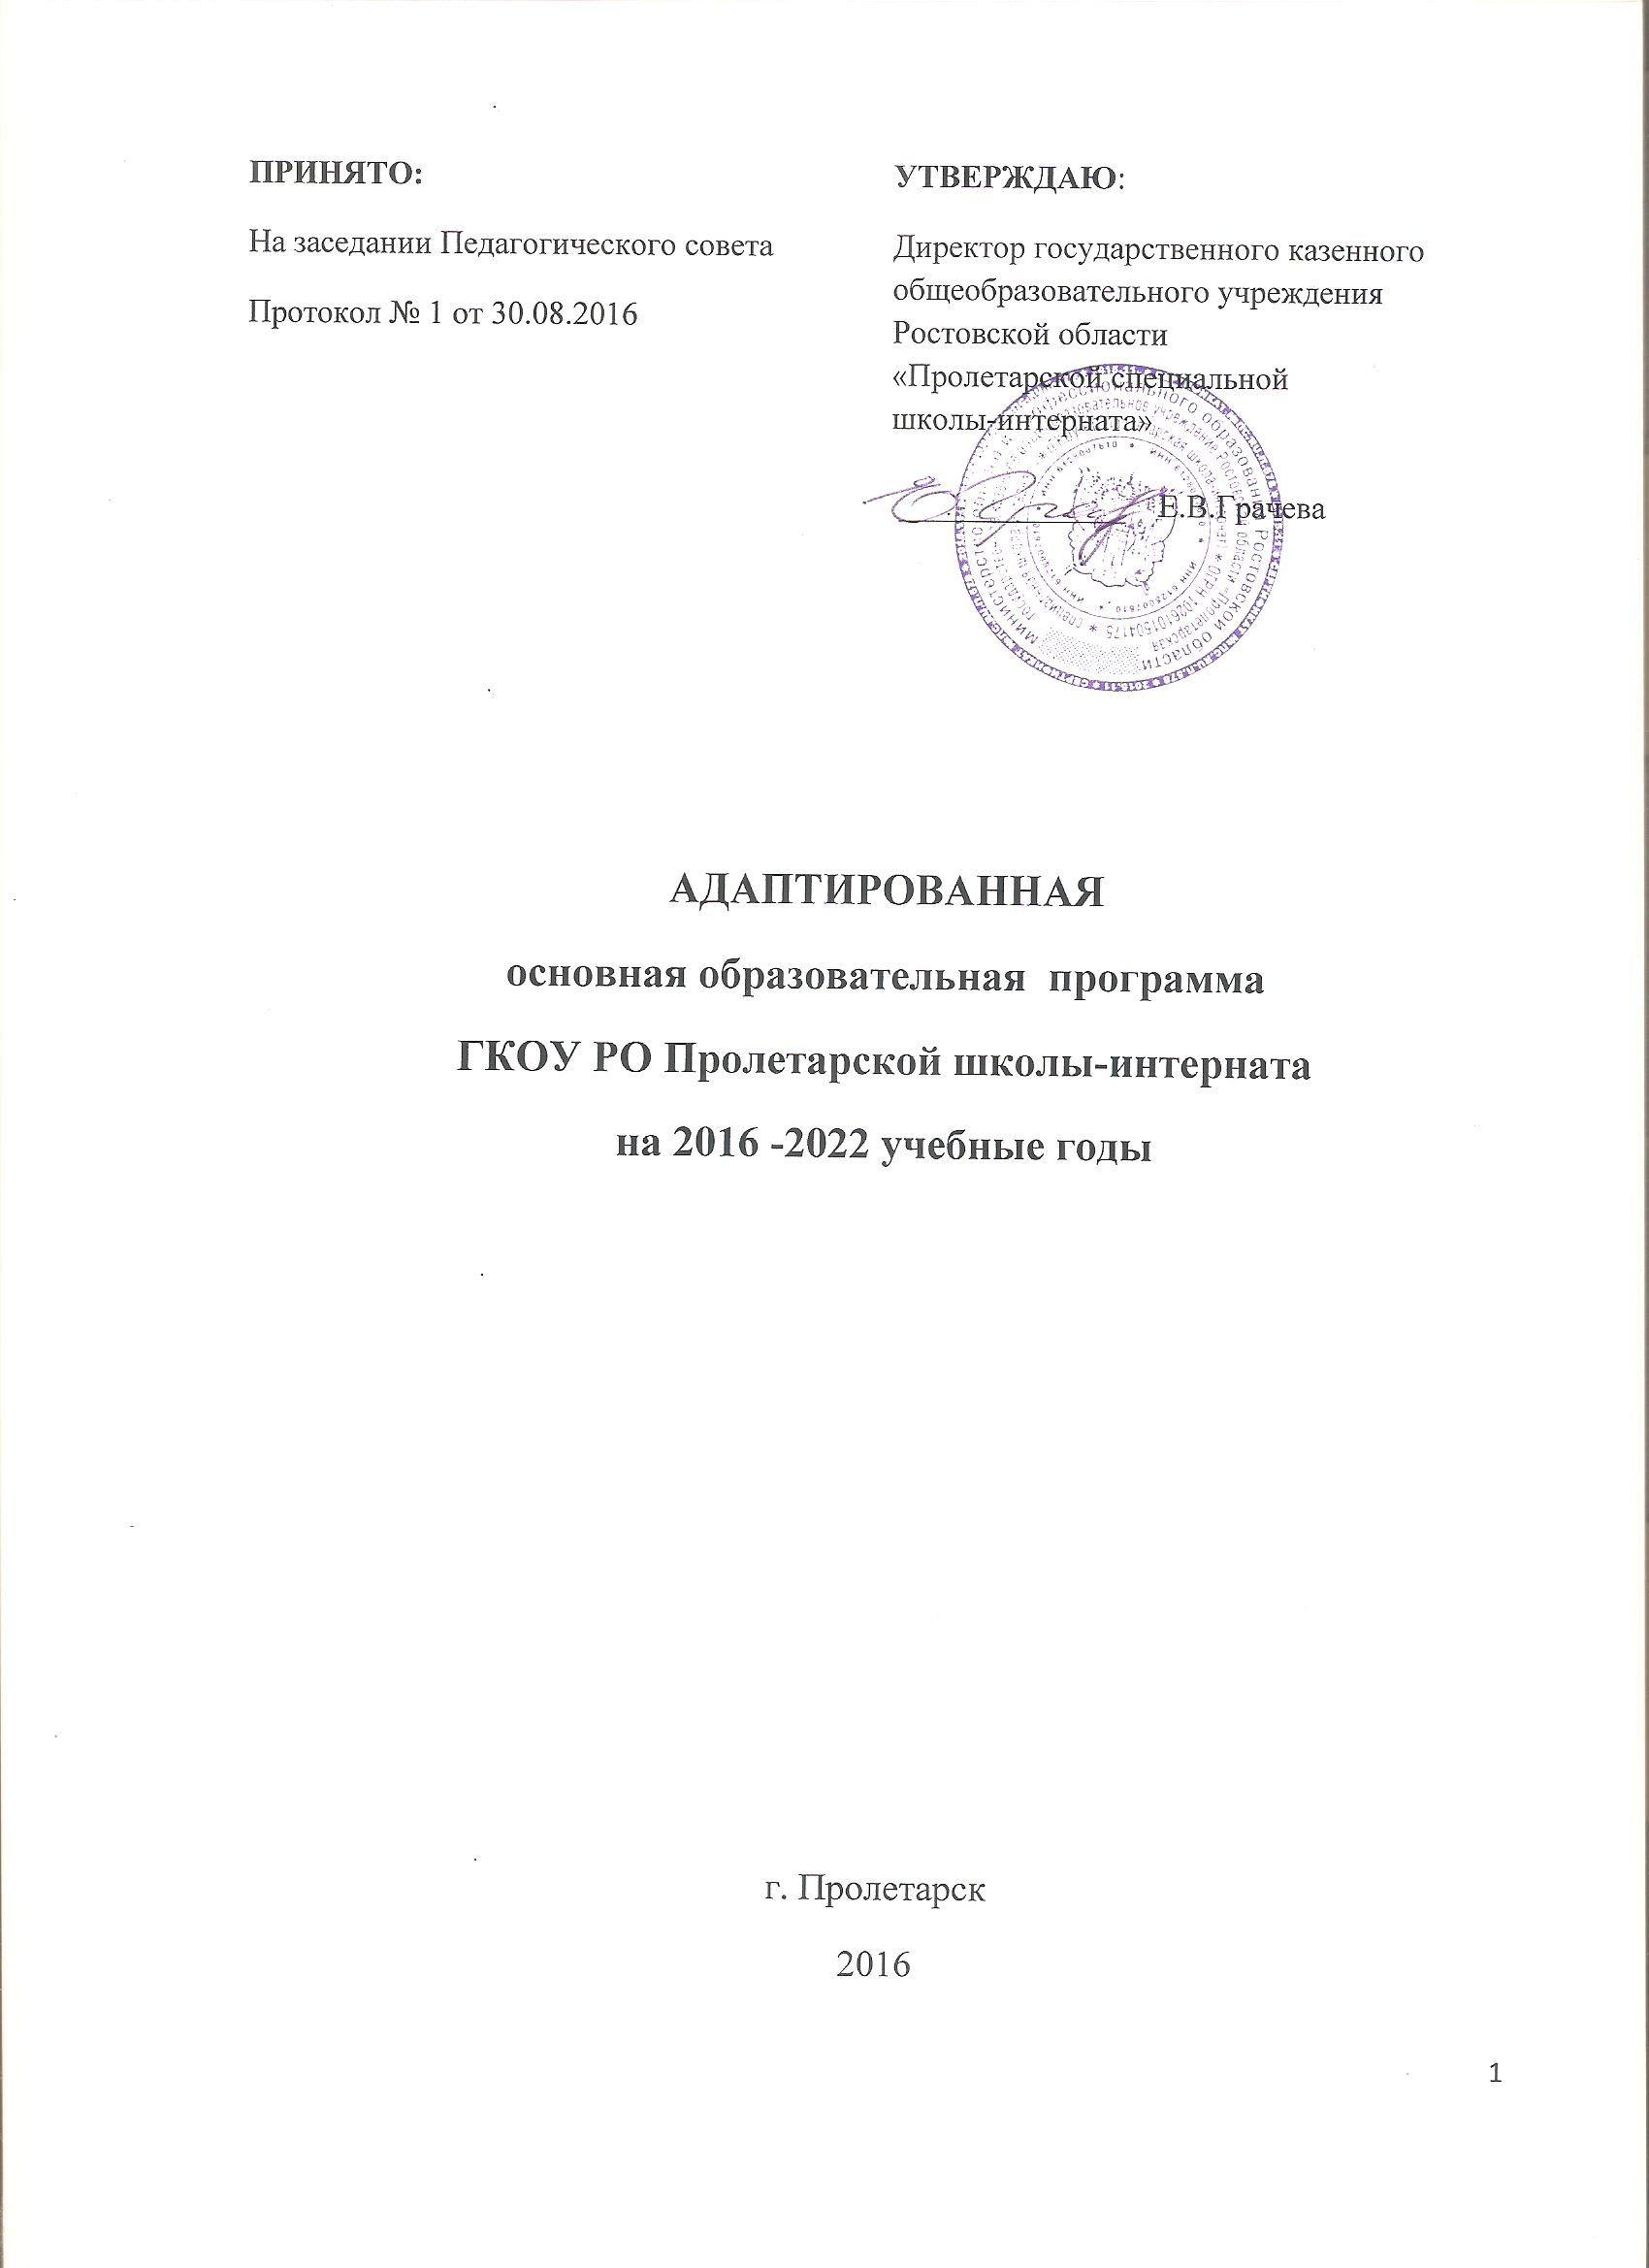 ПРИНЯТО:
На заседании Педагогического совета
Протокол № 1 от 30.08.2016
УТВЕРЖДАЮ:
Директор государственного казенного
общеобразовательного учреждения
Ростовской области
«Пролетарской специальной
школы-интерната»
Е.В.Грачева
АДАПТИРОВАННАЯ
основная образовательная  программа
ГКОУ РО Пролетарской школы-интерната
на 2016 -2022 учебные годы
г. Пролетарск
2016
1